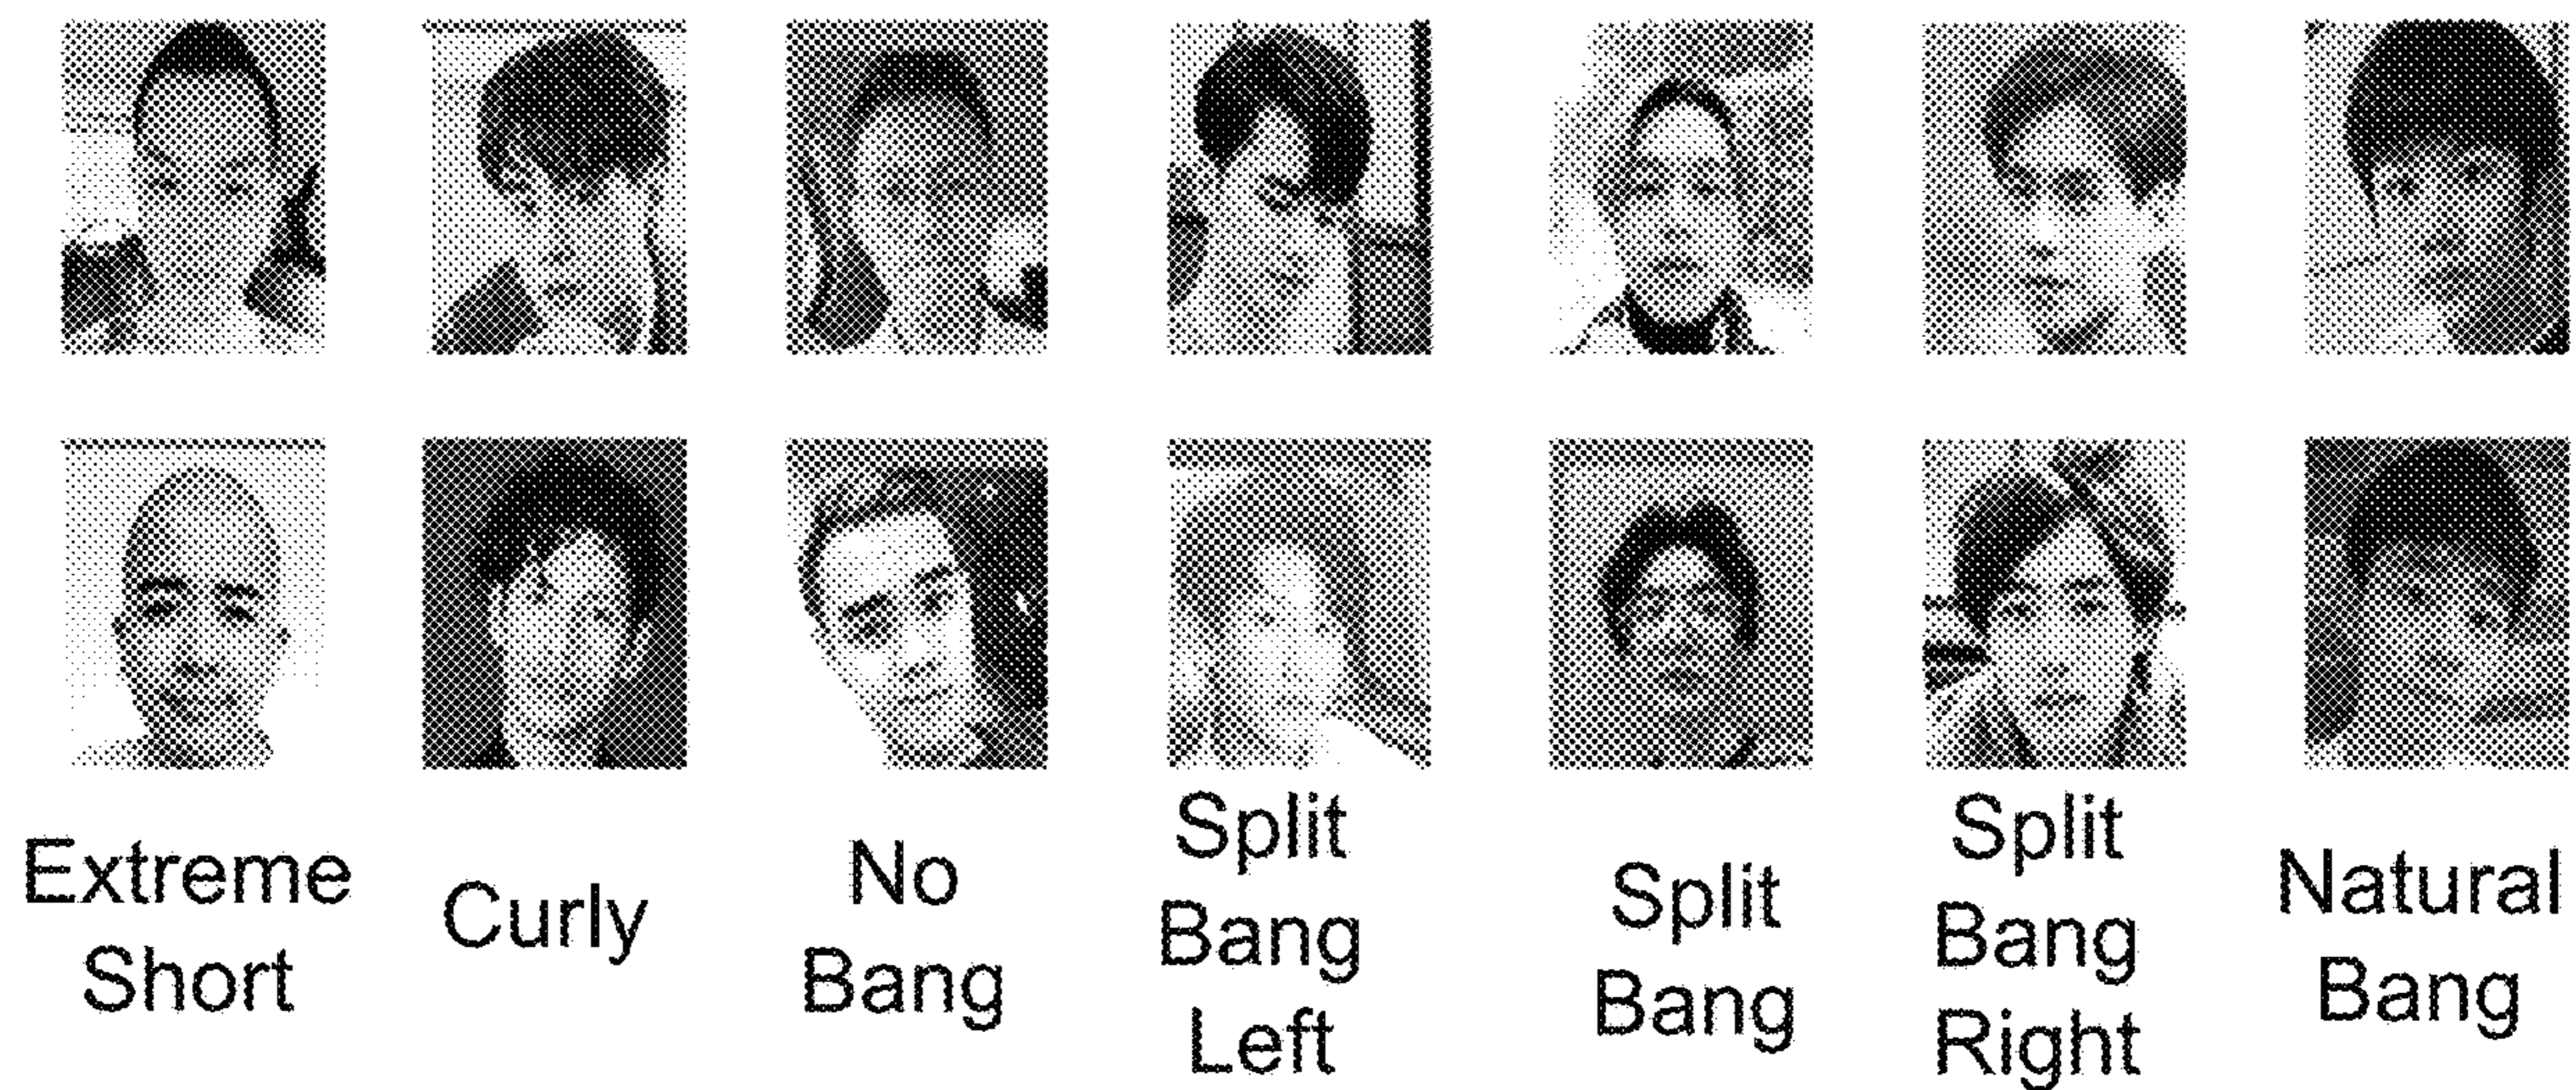 Extreme
Short
Curly
No
Bang
Split
Bang
Left
Split
Bang
Split
Bang
Right
Natural
Bang